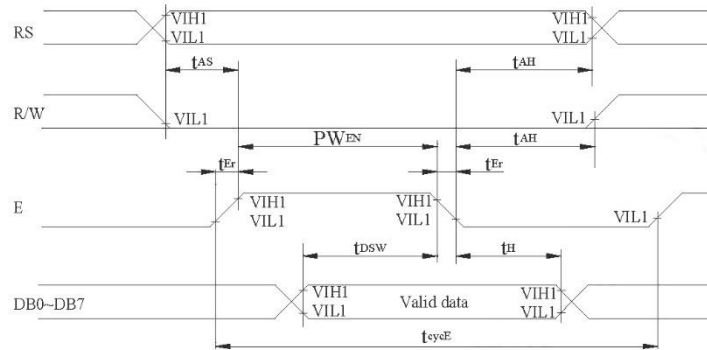 RS VIH1 VIL1 VIH1 VIL1
tAS tAH
R/W VIL1 VIL1
PWEN tAH
tEr tEr
E VIH1 VIL1 VIH1 VIL1 VIL1
tDSW tH
DB0~DB7 VIH1 VIL1 Valid data VIH1 VIL1
tcycE